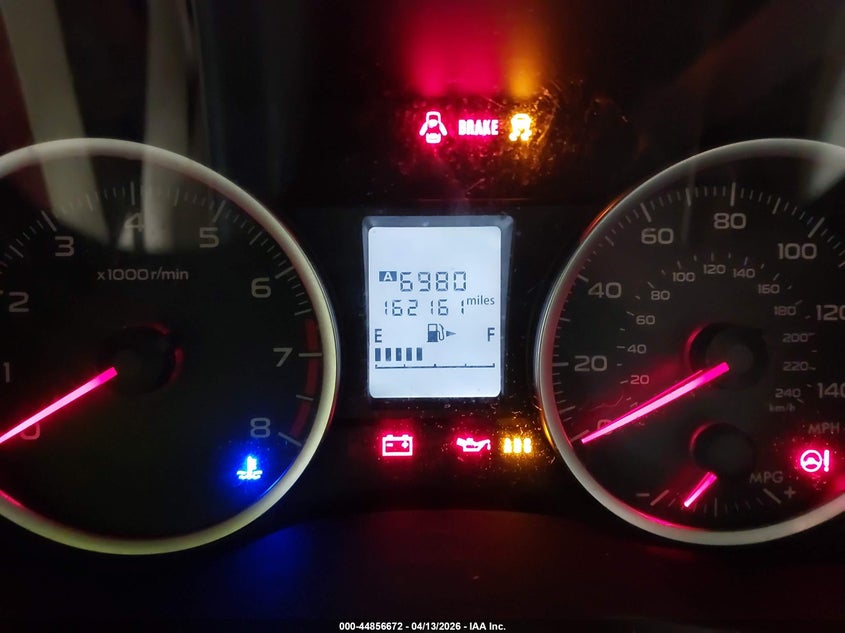 BRAKE
3 4 5
x1000r/min
2 6
1 7
0 8
A 6980
162161 miles
E F
60 80 100
40 120
20 140
0
100 120 140
80 160
60 180
40 200
20 220
240
km/h
MPH
MPG
- +
000-44856672 - 04/13/2026 - IAA Inc.